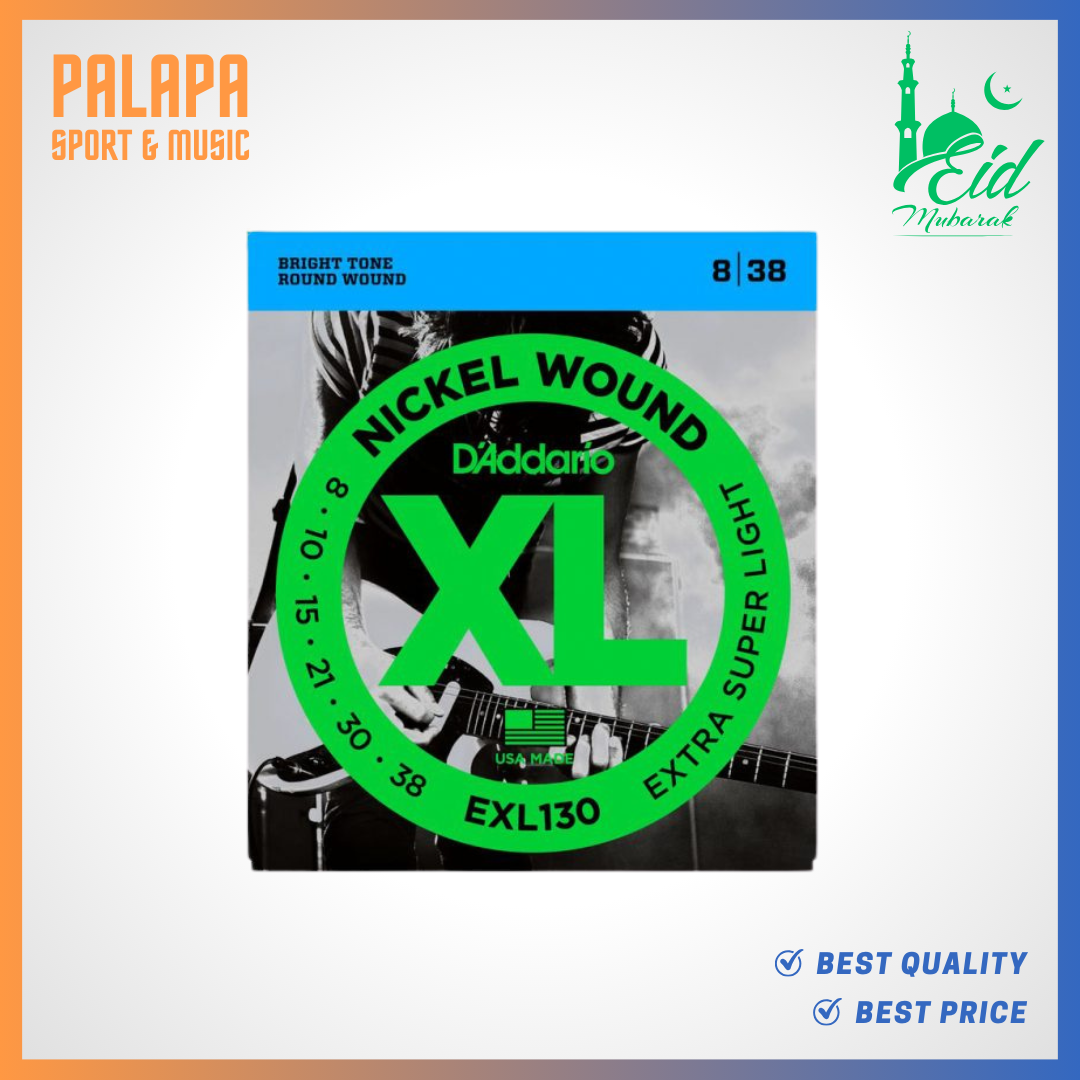 PALAPA
SPORT & MUSIC
Eid
Mubarak
BRIGHT TONE
ROUND WOUND
8|38
NICKEL WOUND
D'Addario
XL
8 • 10 • 15 • 21 • 30 • 38
EXTRA SUPER LIGHT
USA MADE
EXL130
BEST QUALITY
BEST PRICE